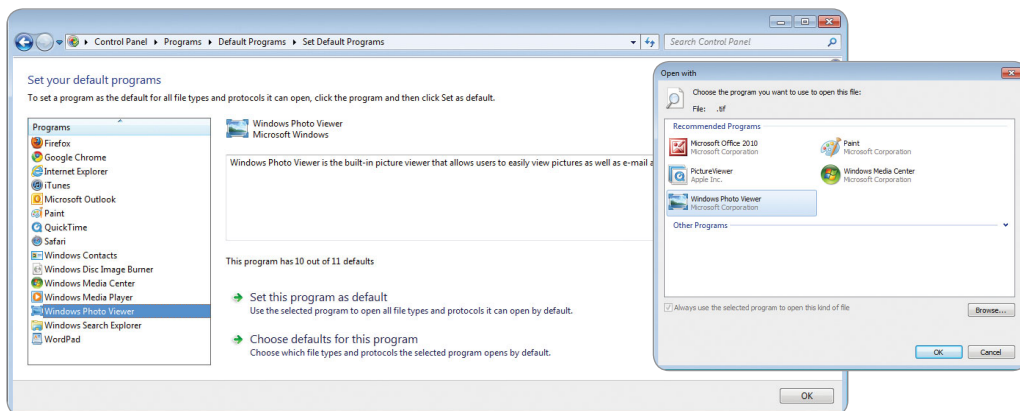 Control Panel ▸ Programs ▸ Default Programs ▸ Set Default Programs
Search Control Panel
Set your default programs
To set a program as the default for all file types and protocols it can open, click the program and then click Set as default.
Programs
Firefox
Google Chrome
Internet Explorer
iTunes
Microsoft Outlook
Paint
QuickTime
Safari
Windows Contacts
Windows Disc Image Burner
Windows Media Center
Windows Media Player
Windows Photo Viewer
Windows Search Explorer
WordPad
Windows Photo Viewer
Microsoft Windows
Windows Photo Viewer is the built-in picture viewer that allows users to easily view pictures as well as e-mail a
This program has 10 out of 11 defaults
Set this program as default
Use the selected program to open all file types and protocols it can open by default.
Choose defaults for this program
Choose which file types and protocols the selected program opens by default.
OK
Open with
Choose the program you want to use to open this file:
File: .tif
Recommended Programs
Microsoft Office 2010
Microsoft Corporation
Paint
Microsoft Corporation
PictureViewer
Apple Inc.
Windows Media Center
Microsoft Corporation
Windows Photo Viewer
Microsoft Corporation
Other Programs
Always use the selected program to open this kind of file
Browse...
OK
Cancel